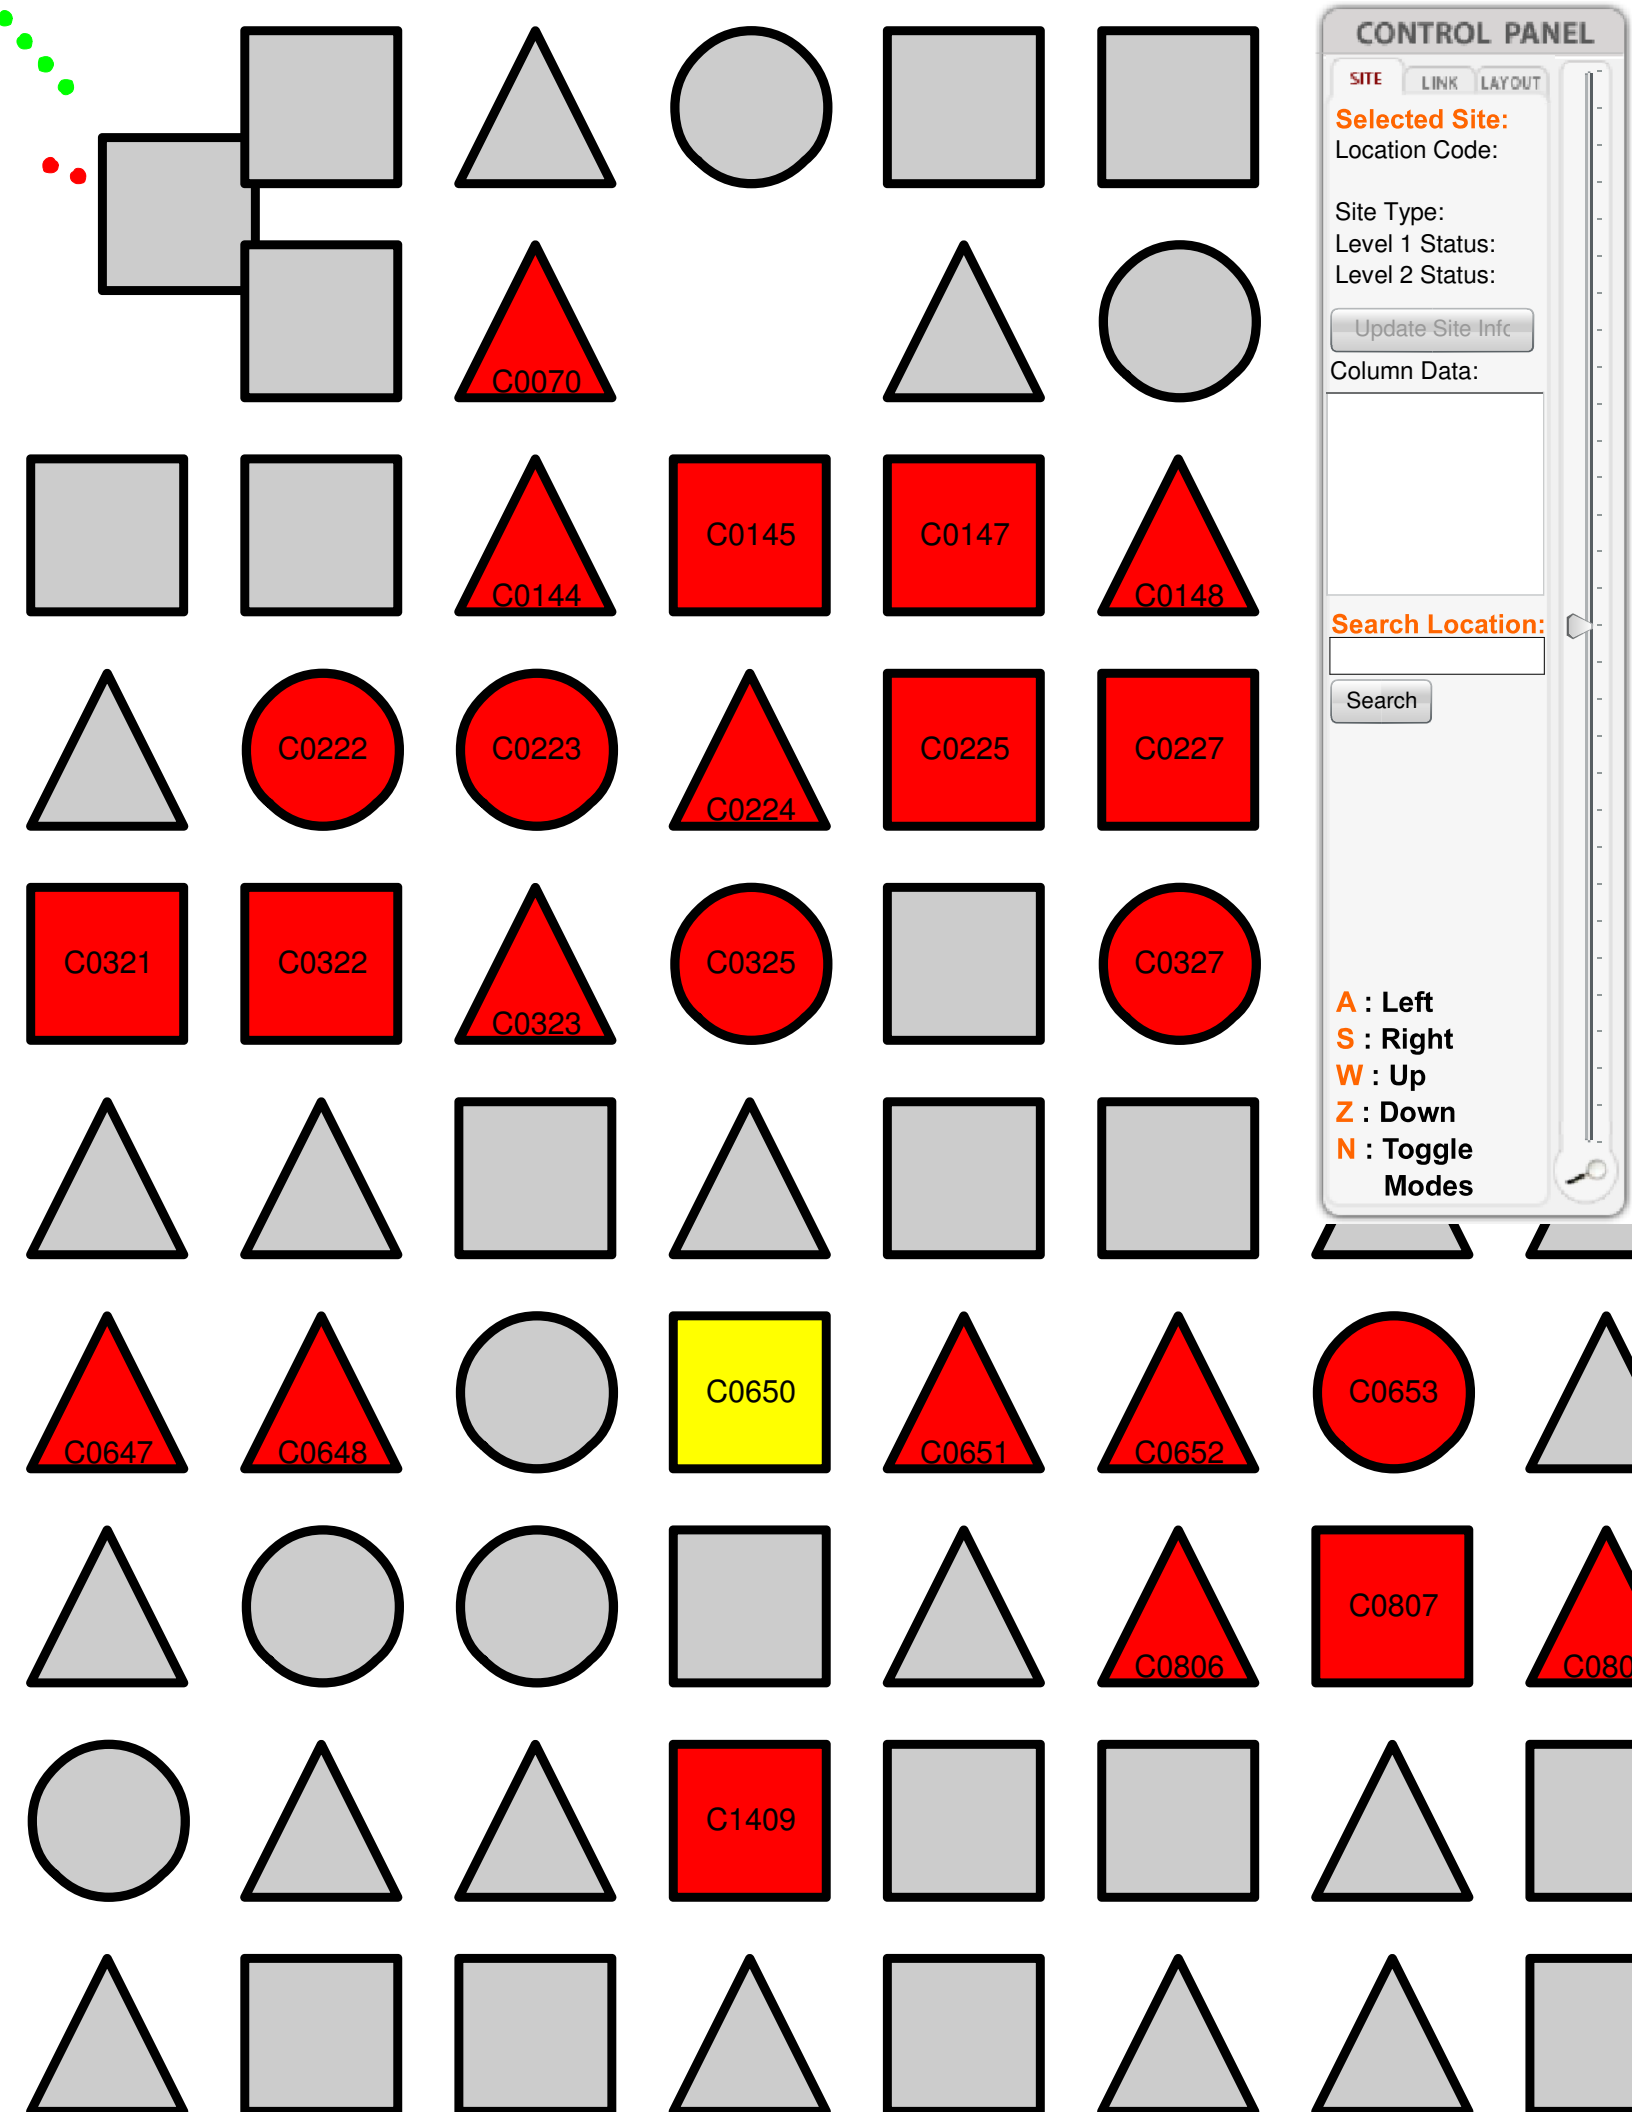 CONTROL PANEL
SITE LINK LAYOUT
Selected Site:
Location Code:
Site Type:
Level 1 Status:
Level 2 Status:
Update Site Info
Column Data:
Search Location:
Search
A : Left
S : Right
W : Up
Z : Down
N : Toggle
Modes
C0070
C0145 C0147
C0144 C0148
C0222 C0223 C0225 C0227
C0224
C0321 C0322 C0325 C0327
C0323
C0650 C0653
C0647 C0648 C0651 C0652
C0807
C0806 C080
C1409